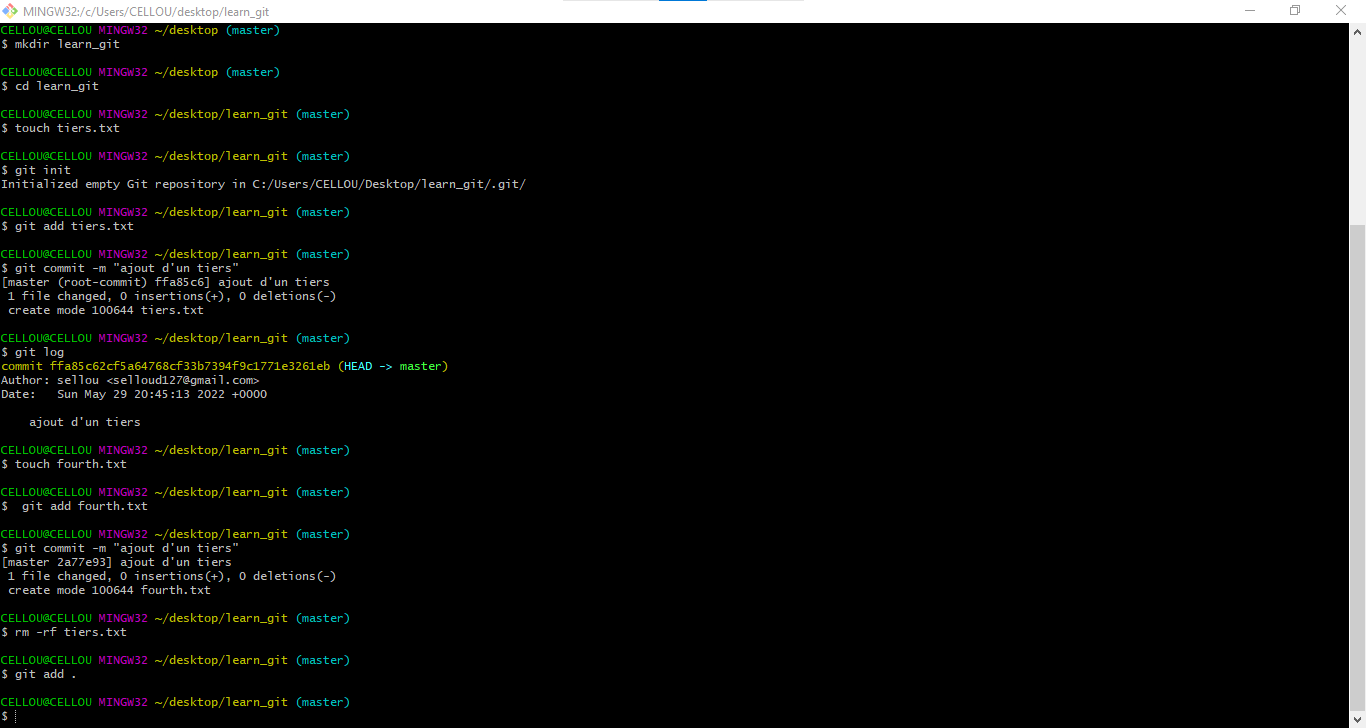 MINGW32:/c/Users/CELLOU/desktop/learn_git
CELLOU@CELLOU MINGW32 ~/desktop (master)
$ mkdir learn_git
CELLOU@CELLOU MINGW32 ~/desktop (master)
$ cd learn_git
CELLOU@CELLOU MINGW32 ~/desktop/learn_git (master)
$ touch tiers.txt
CELLOU@CELLOU MINGW32 ~/desktop/learn_git (master)
$ git init
Initialized empty Git repository in C:/Users/CELLOU/Desktop/learn_git/.git/
CELLOU@CELLOU MINGW32 ~/desktop/learn_git (master)
$ git add tiers.txt
CELLOU@CELLOU MINGW32 ~/desktop/learn_git (master)
$ git commit -m "ajout d'un tiers"
[master (root-commit) ffa85c6] ajout d'un tiers
 1 file changed, 0 insertions(+), 0 deletions(-)
 create mode 100644 tiers.txt
CELLOU@CELLOU MINGW32 ~/desktop/learn_git (master)
$ git log
commit ffa85c62cf5a64768cf33b7394f9c1771e3261eb (HEAD -> master)
Author: sellou <selloud127@gmail.com>
Date:   Sun May 29 20:45:13 2022 +0000
    ajout d'un tiers
CELLOU@CELLOU MINGW32 ~/desktop/learn_git (master)
$ touch fourth.txt
CELLOU@CELLOU MINGW32 ~/desktop/learn_git (master)
$  git add fourth.txt
CELLOU@CELLOU MINGW32 ~/desktop/learn_git (master)
$ git commit -m "ajout d'un tiers"
[master 2a77e93] ajout d'un tiers
 1 file changed, 0 insertions(+), 0 deletions(-)
 create mode 100644 fourth.txt
CELLOU@CELLOU MINGW32 ~/desktop/learn_git (master)
$ rm -rf tiers.txt
CELLOU@CELLOU MINGW32 ~/desktop/learn_git (master)
$ git add .
CELLOU@CELLOU MINGW32 ~/desktop/learn_git (master)
$